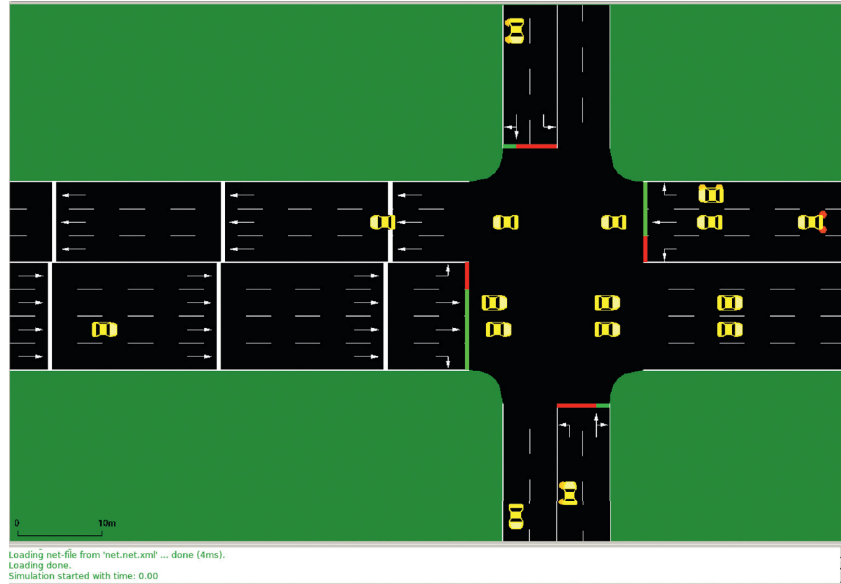 0 10m
Loading net-file from 'net.net.xml' ... done (4ms).
Loading done.
Simulation started with time: 0.00